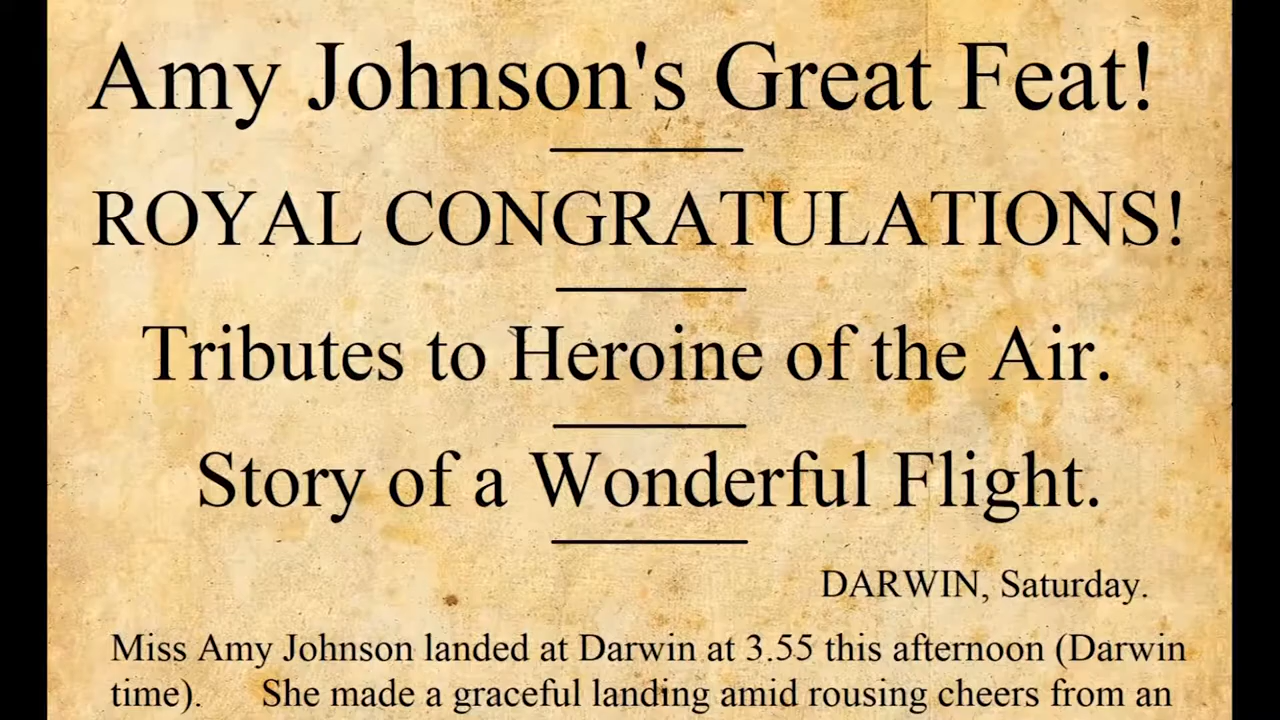 Amy Johnson's Great Feat!
ROYAL CONGRATULATIONS!
Tributes to Heroine of the Air.
Story of a Wonderful Flight.
DARWIN, Saturday.
Miss Amy Johnson landed at Darwin at 3.55 this afternoon (Darwin
time). She made a graceful landing amid rousing cheers from an